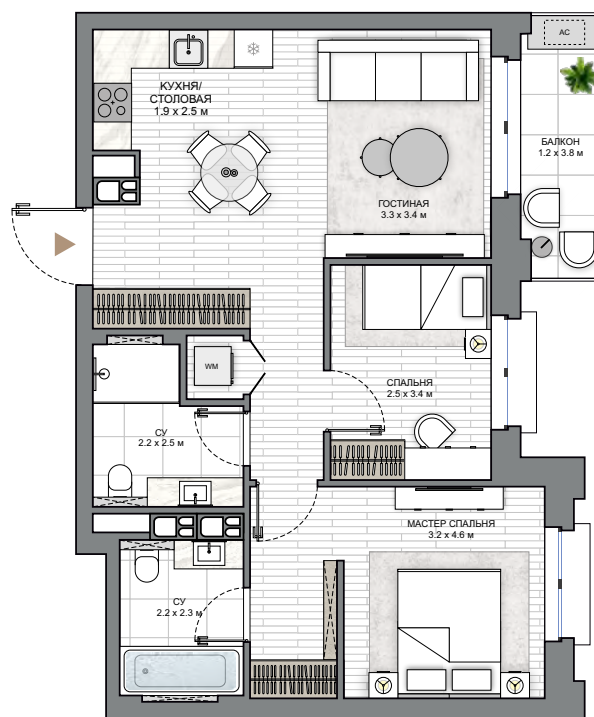 AC
КУХНЯ/
СТОЛОВАЯ
1.9 x 2.5 м
БАЛКОН
1.2 x 3.8 м
ГОСТИНАЯ
3.3 x 3.4 м
WM
СПАЛЬНЯ
2.5 x 3.4 м
СУ
2.2 x 2.5 м
МАСТЕР СПАЛЬНЯ
3.2 x 4.6 м
СУ
2.2 x 2.3 м